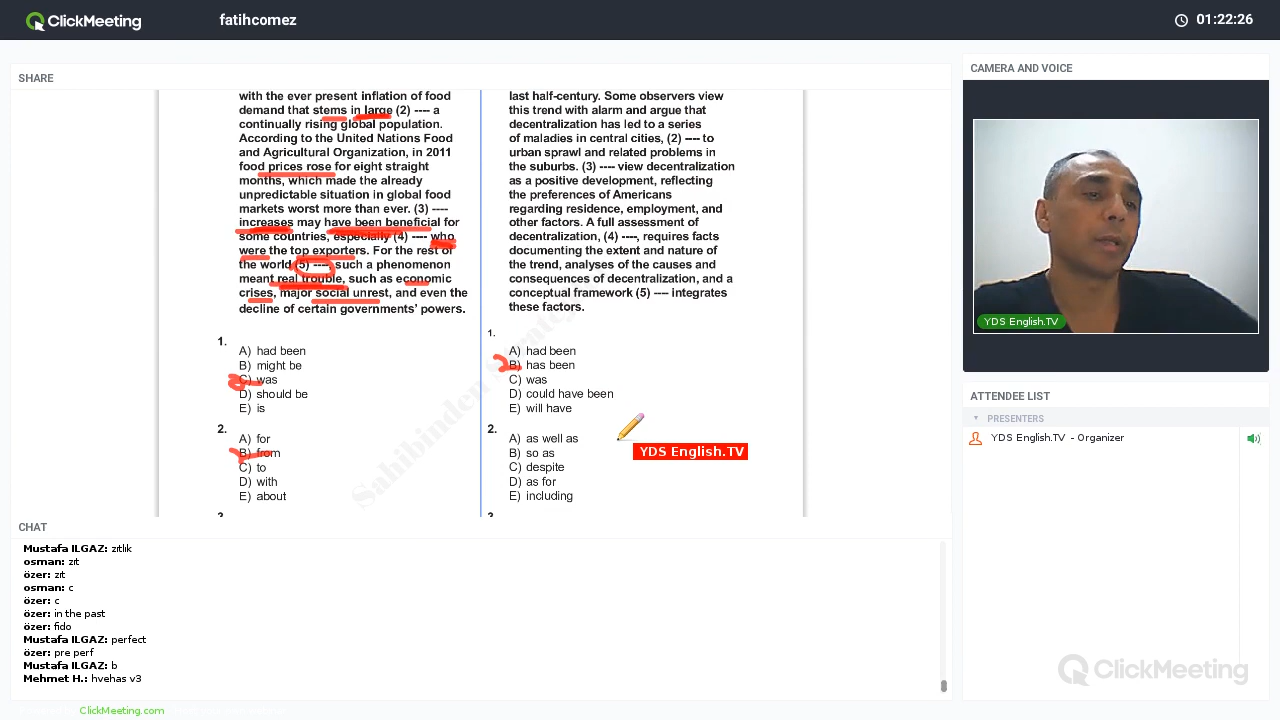 ClickMeeting
fatihcomez
01:22:26
SHARE
with the ever present inflation of food
demand that stems in large (2) ---- a
continually rising global population.
According to the United Nations Food
and Agricultural Organization, in 2011
food prices rose for eight straight
months, which made the already
unpredictable situation in global food
markets worst more than ever. (3) ----
increases may have been beneficial for
some countries, especially (4) ---- who
were the top exporters. For the rest of
the world (5) ---- such a phenomenon
meant real trouble, such as economic
crises, major social unrest, and even the
decline of certain governments' powers.
1.
A) had been
B) might be
C) was
D) should be
E) is
2.
A) for
B) from
C) to
D) with
E) about
last half-century. Some observers view
this trend with alarm and argue that
decentralization has led to a series
of maladies in central cities, (2) ---- to
urban sprawl and related problems in
the suburbs. (3) ---- view decentralization
as a positive development, reflecting
the preferences of Americans
regarding residence, employment, and
other factors. A full assessment of
decentralization, (4) ----, requires facts
documenting the extent and nature of
the trend, analyses of the causes and
consequences of decentralization, and a
conceptual framework (5) ---- integrates
these factors.
1.
A) had been
B) has been
C) was
D) could have been
E) will have
2.
A) as well as
B) so as
C) despite
D) as for
E) including
YDS English.TV
CAMERA AND VOICE
YDS English.TV
ATTENDEE LIST
PRESENTERS
YDS English.TV - Organizer
CHAT
Mustafa ILGAZ: zıtlık
osman: zıt
özer: zıt
osman: c
özer: c
özer: in the past
özer: fido
Mustafa ILGAZ: perfect
özer: pre perf
Mustafa ILGAZ: b
Mehmet H.: hvehas v3
ClickMeeting
ClickMeeting.com